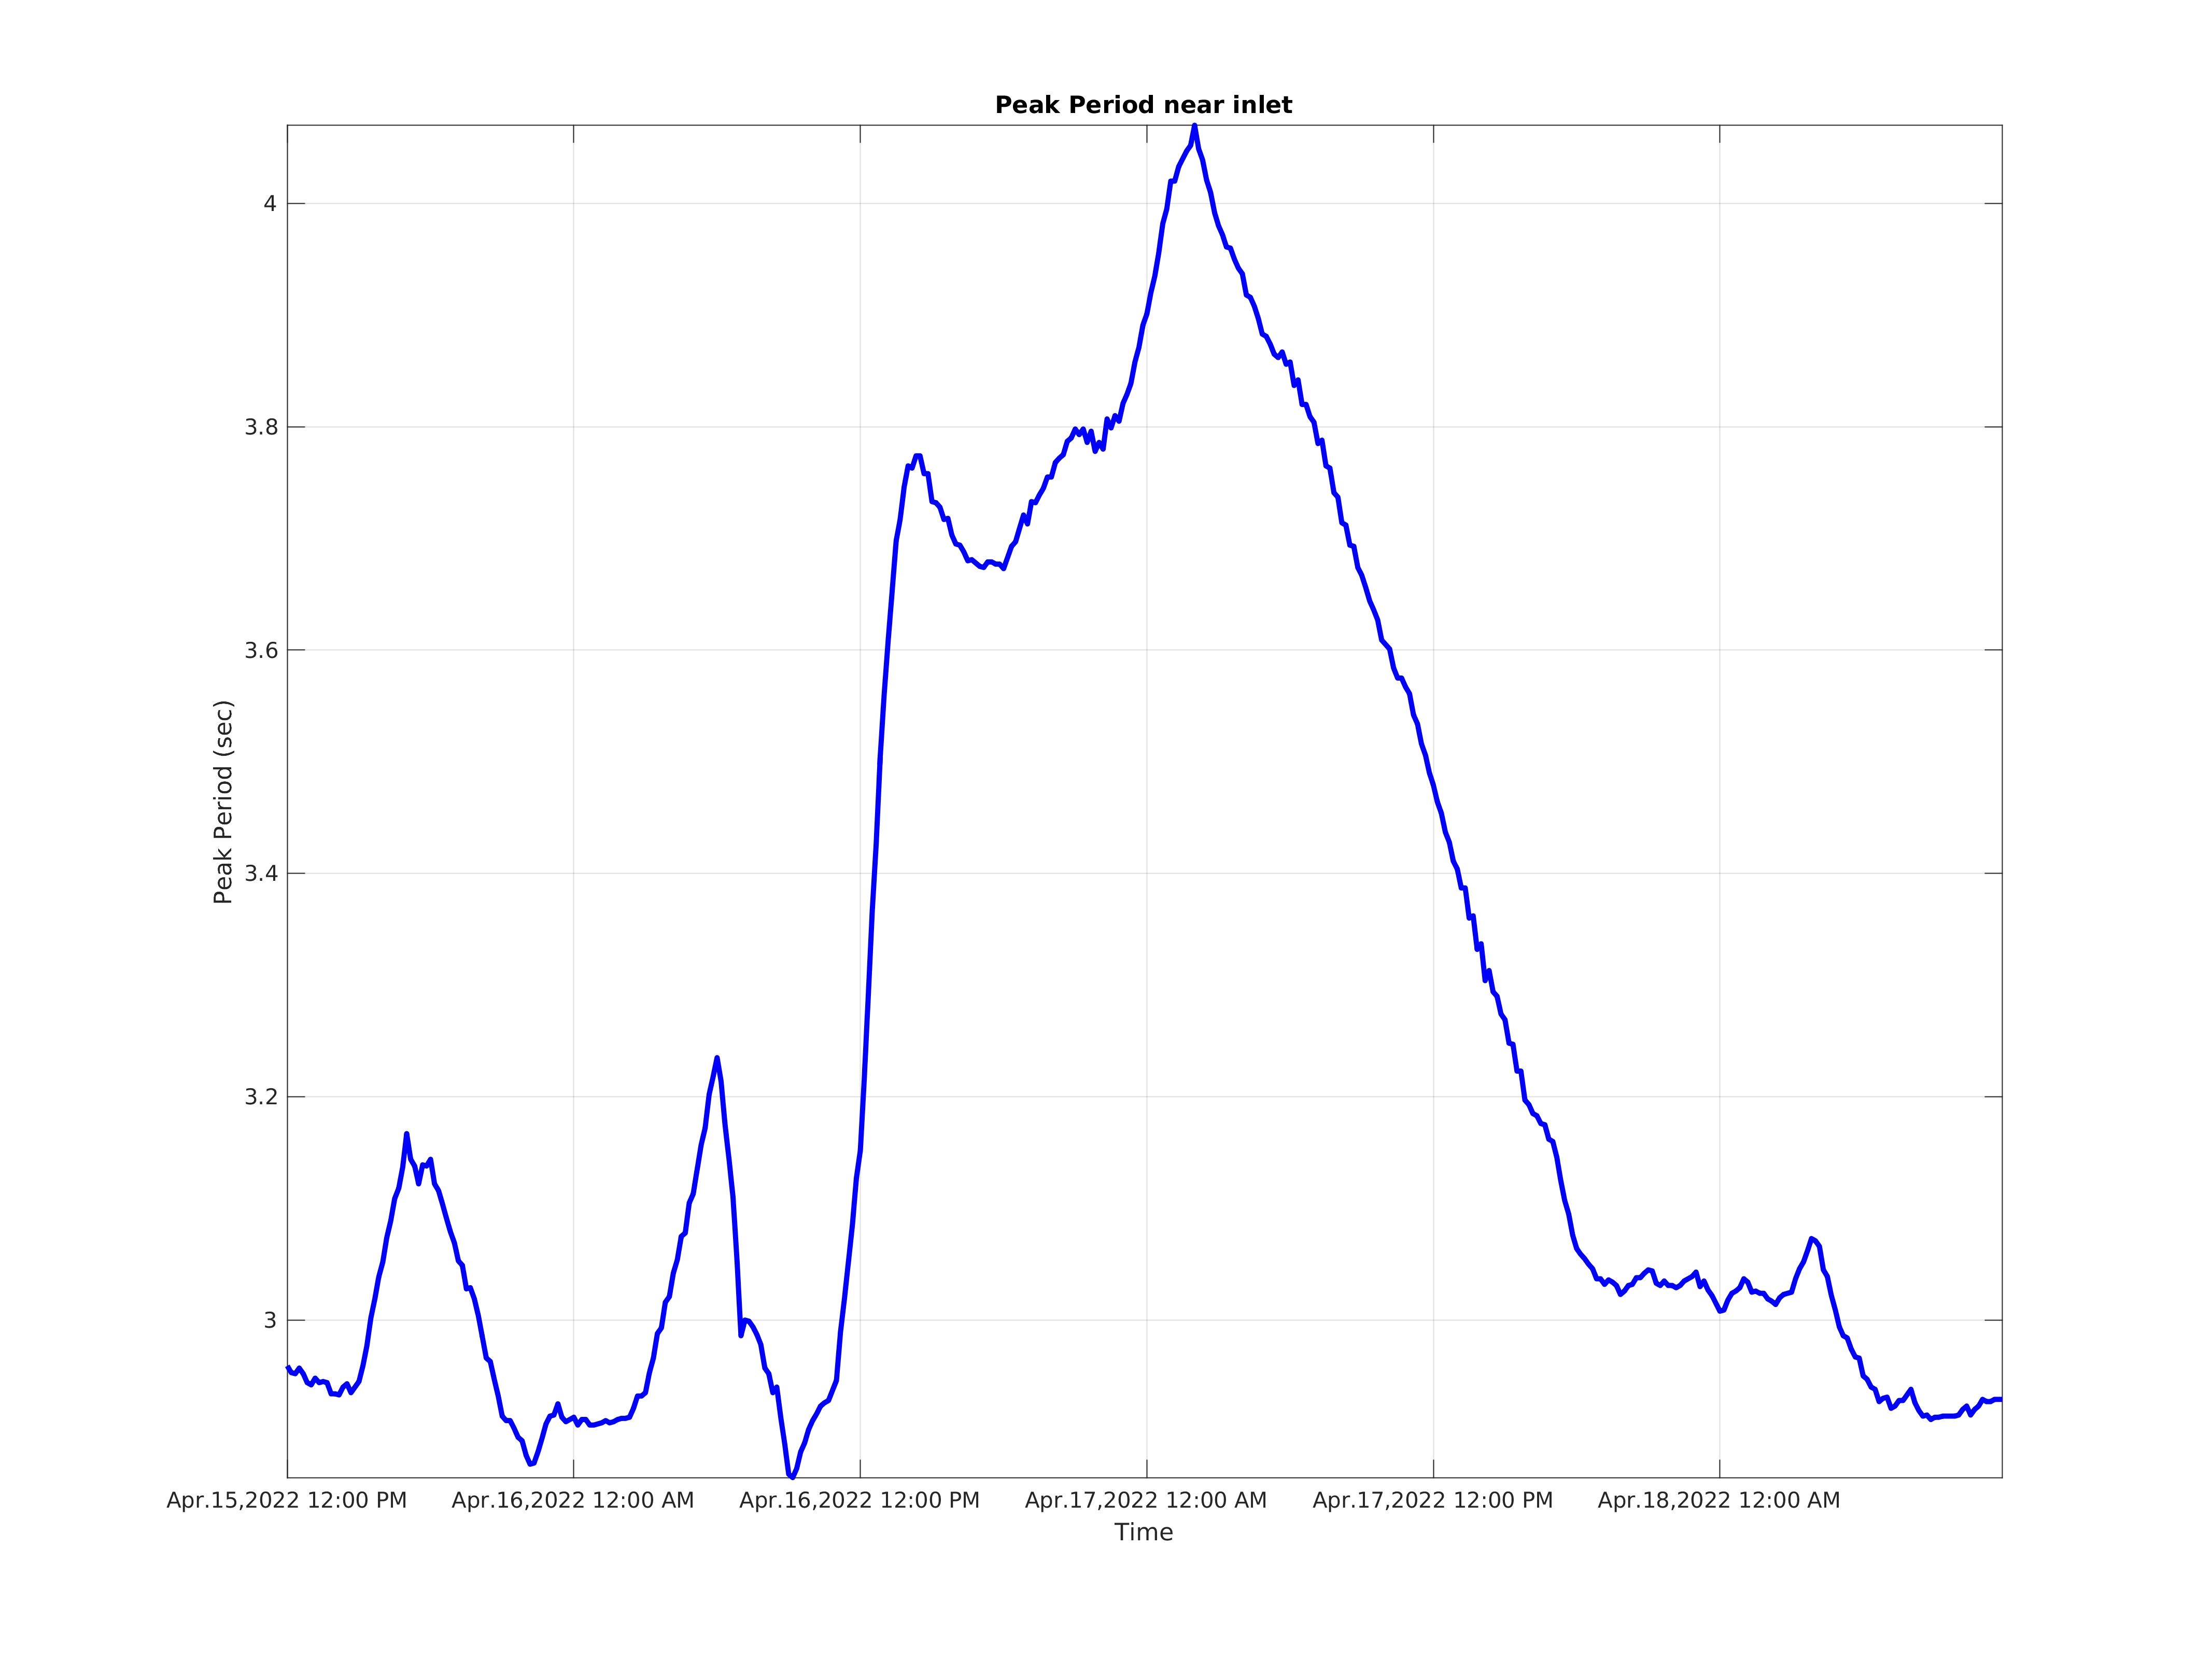 Peak Period near inlet
4
3.8
3.6
3.4
3.2
3
Peak Period (sec)
Apr.15,2022 12:00 PM Apr.16,2022 12:00 AM Apr.16,2022 12:00 PM Apr.17,2022 12:00 AM Apr.17,2022 12:00 PM Apr.18,2022 12:00 AM
Time